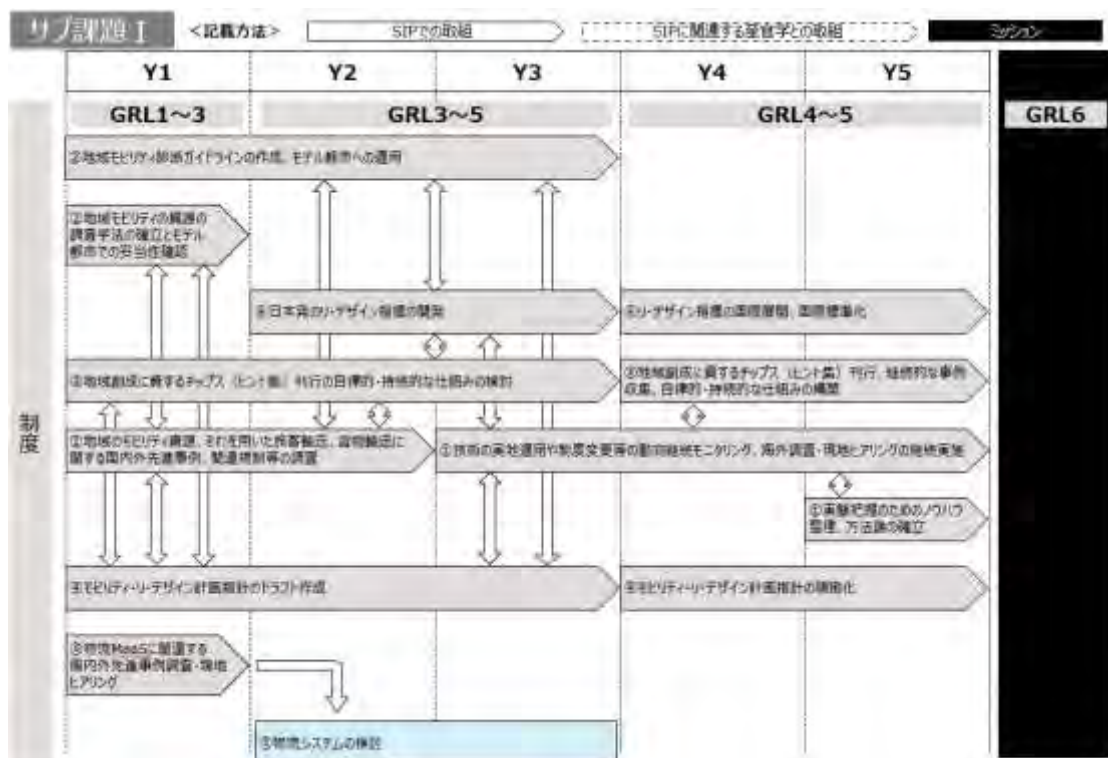 サブ課題Ⅰ
<記載方法>
SIPでの取組
SIPに関連する産官学との取組
ミッション
Y1
Y2
Y3
Y4
Y5
GRL1~3
GRL3~5
GRL4~5
GRL6
制度
②地域モビリティ診断ガイドラインの作成、モデル都市への適用
②地域モビリティの資源の
調査手法の確立とモデル
都市での妥当性確認
日本発のリ・デザイン指標の開発
リ・デザイン指標の国際展開、国際標準化
③地域創成に資するチップス(ヒント集)刊行の自律的・持続的な仕組みの検討
③地域創成に資するチップス(ヒント集)刊行、継続的な事例
収集、自律的・持続的な仕組みの構築
①地域のモビリティ資源、それを用いた旅客輸送、貨物輸送に
関する国内外先進事例、関連規制等の調査
①技術の実地運用や制度変更等の動向継続モニタリング、海外調査・現地ヒアリングの継続実施
①実態把握のためのノウハウ
整理、方法論の確立
④モビリティ・リ・デザイン計画指針のドラフト作成
④モビリティ・リ・デザイン計画指針の
⑤物流MaaSに関連する
国内外先進事例調査・現地
ヒアリング
⑤物流システムの検証